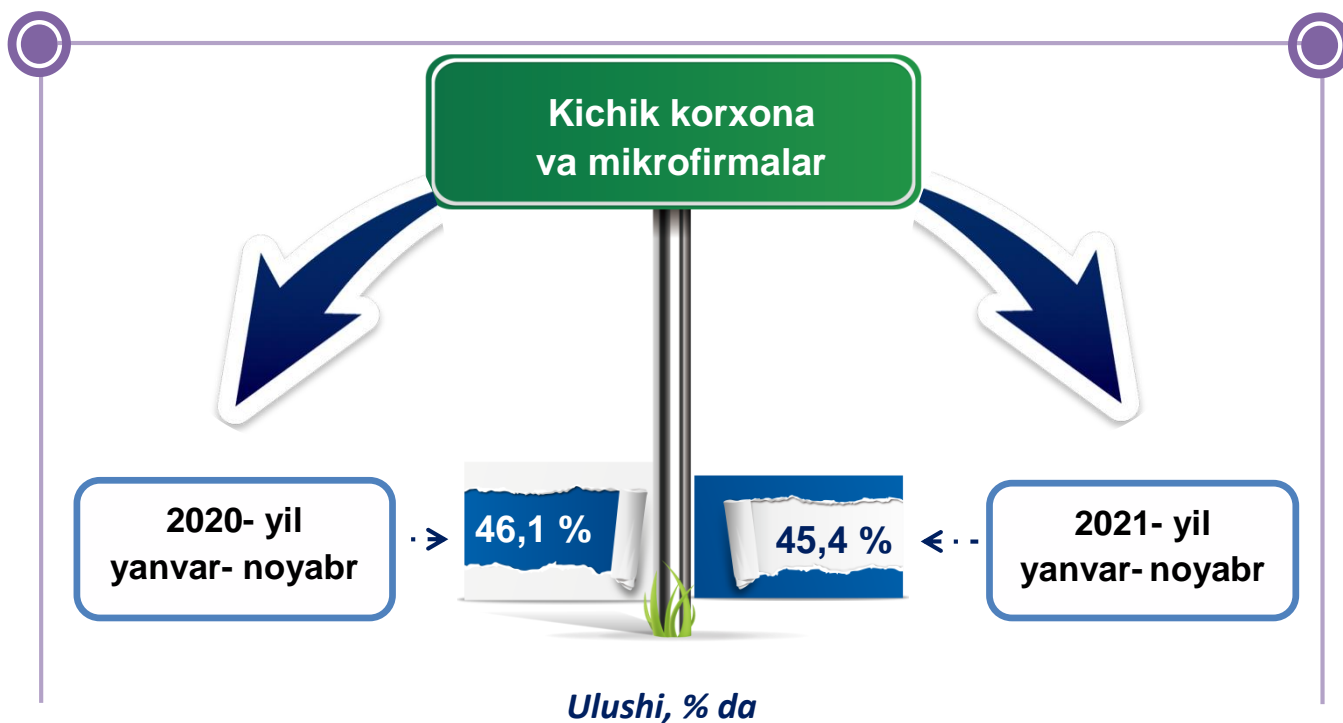 Kichik korxona
va mikrofirmalar
2020- yil
yanvar- noyabr
46,1 %
45,4 %
2021- yil
yanvar- noyabr
Ulushi, % da